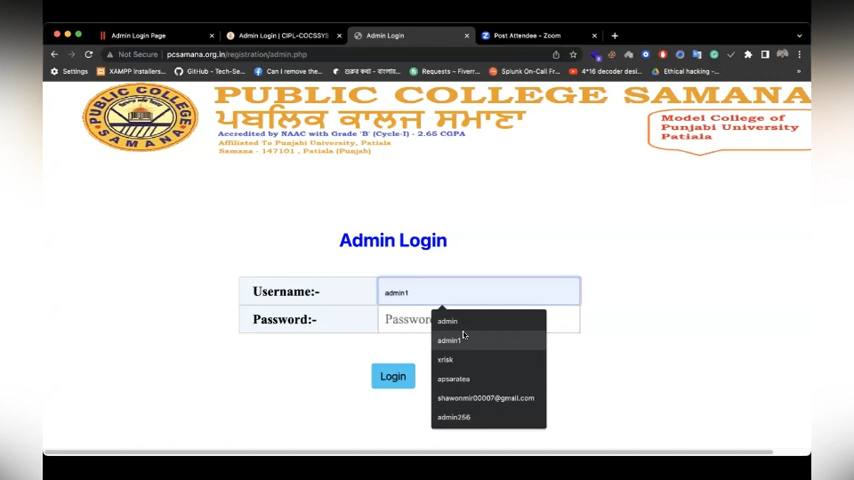 Admin Login Page
Admin Login | CIPL-COCSSYS
Admin Login
Post Attendee - Zoom
Not Secure | pcsamana.org.in/registration/admin.php
Settings
XAMPP Installers...
GitHub - Tech-Se...
Can I remove the...
Requests – Fiverr...
Splunk On-Call Fr...
4*16 decoder desi...
Ethical hacking -...
PUBLIC COLLEGE SAMANA
ਪਬਲਿਕ ਕਾਲਜ ਸਮਾਣਾ
Accredited by NAAC with Grade 'B' (Cycle-I) - 2.65 CGPA
Affiliated To Punjabi University, Patiala
Samana - 147101 , Patiala (Punjab)
Model College of
Punjabi University
Patiala
Admin Login
Username:-
admin1
Password:-
Passwor
admin
admin1
xrisk
apsaratea
shawonmir00007@gmail.com
admin256
Login